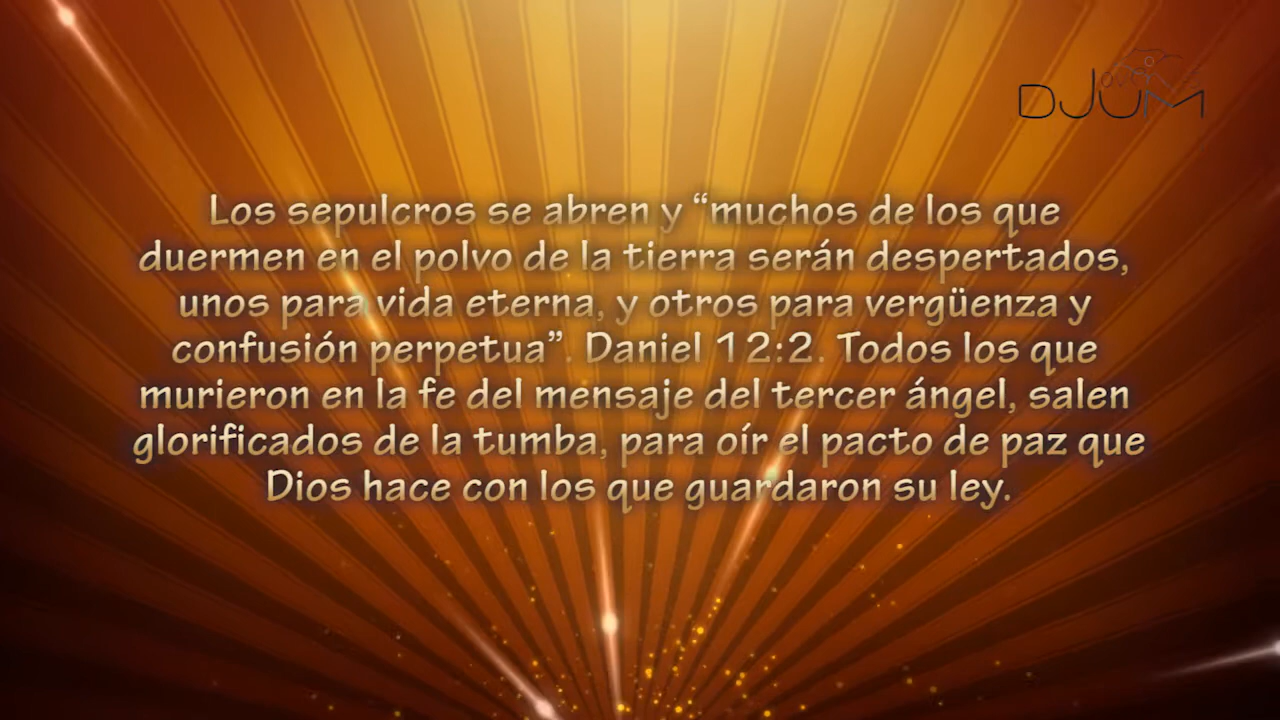 DJUM
Joven
Los sepulcros se abren y “muchos de los que
duermen en el polvo de la tierra serán despertados,
unos para vida eterna, y otros para vergüenza y
confusión perpetua”. Daniel 12:2. Todos los que
murieron en la fe del mensaje del tercer ángel, salen
glorificados de la tumba, para oír el pacto de paz que
Dios hace con los que guardaron su ley.